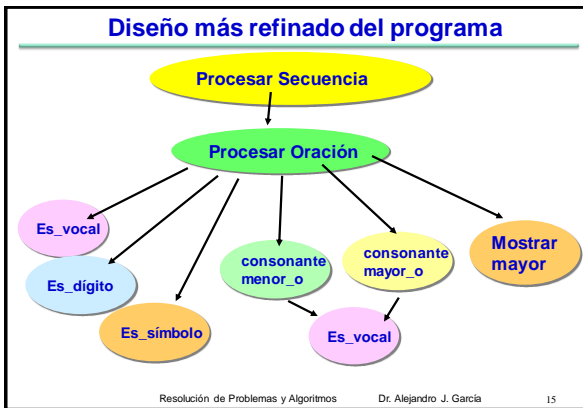 Diseño más refinado del programa
Procesar Secuencia
Procesar Oración
Es_vocal
Es_dígito
Es_símbolo
consonante
menor_o
consonante
mayor_o
Mostrar
mayor
Es_vocal
Resolución de Problemas y Algoritmos Dr. Alejandro J. García 15